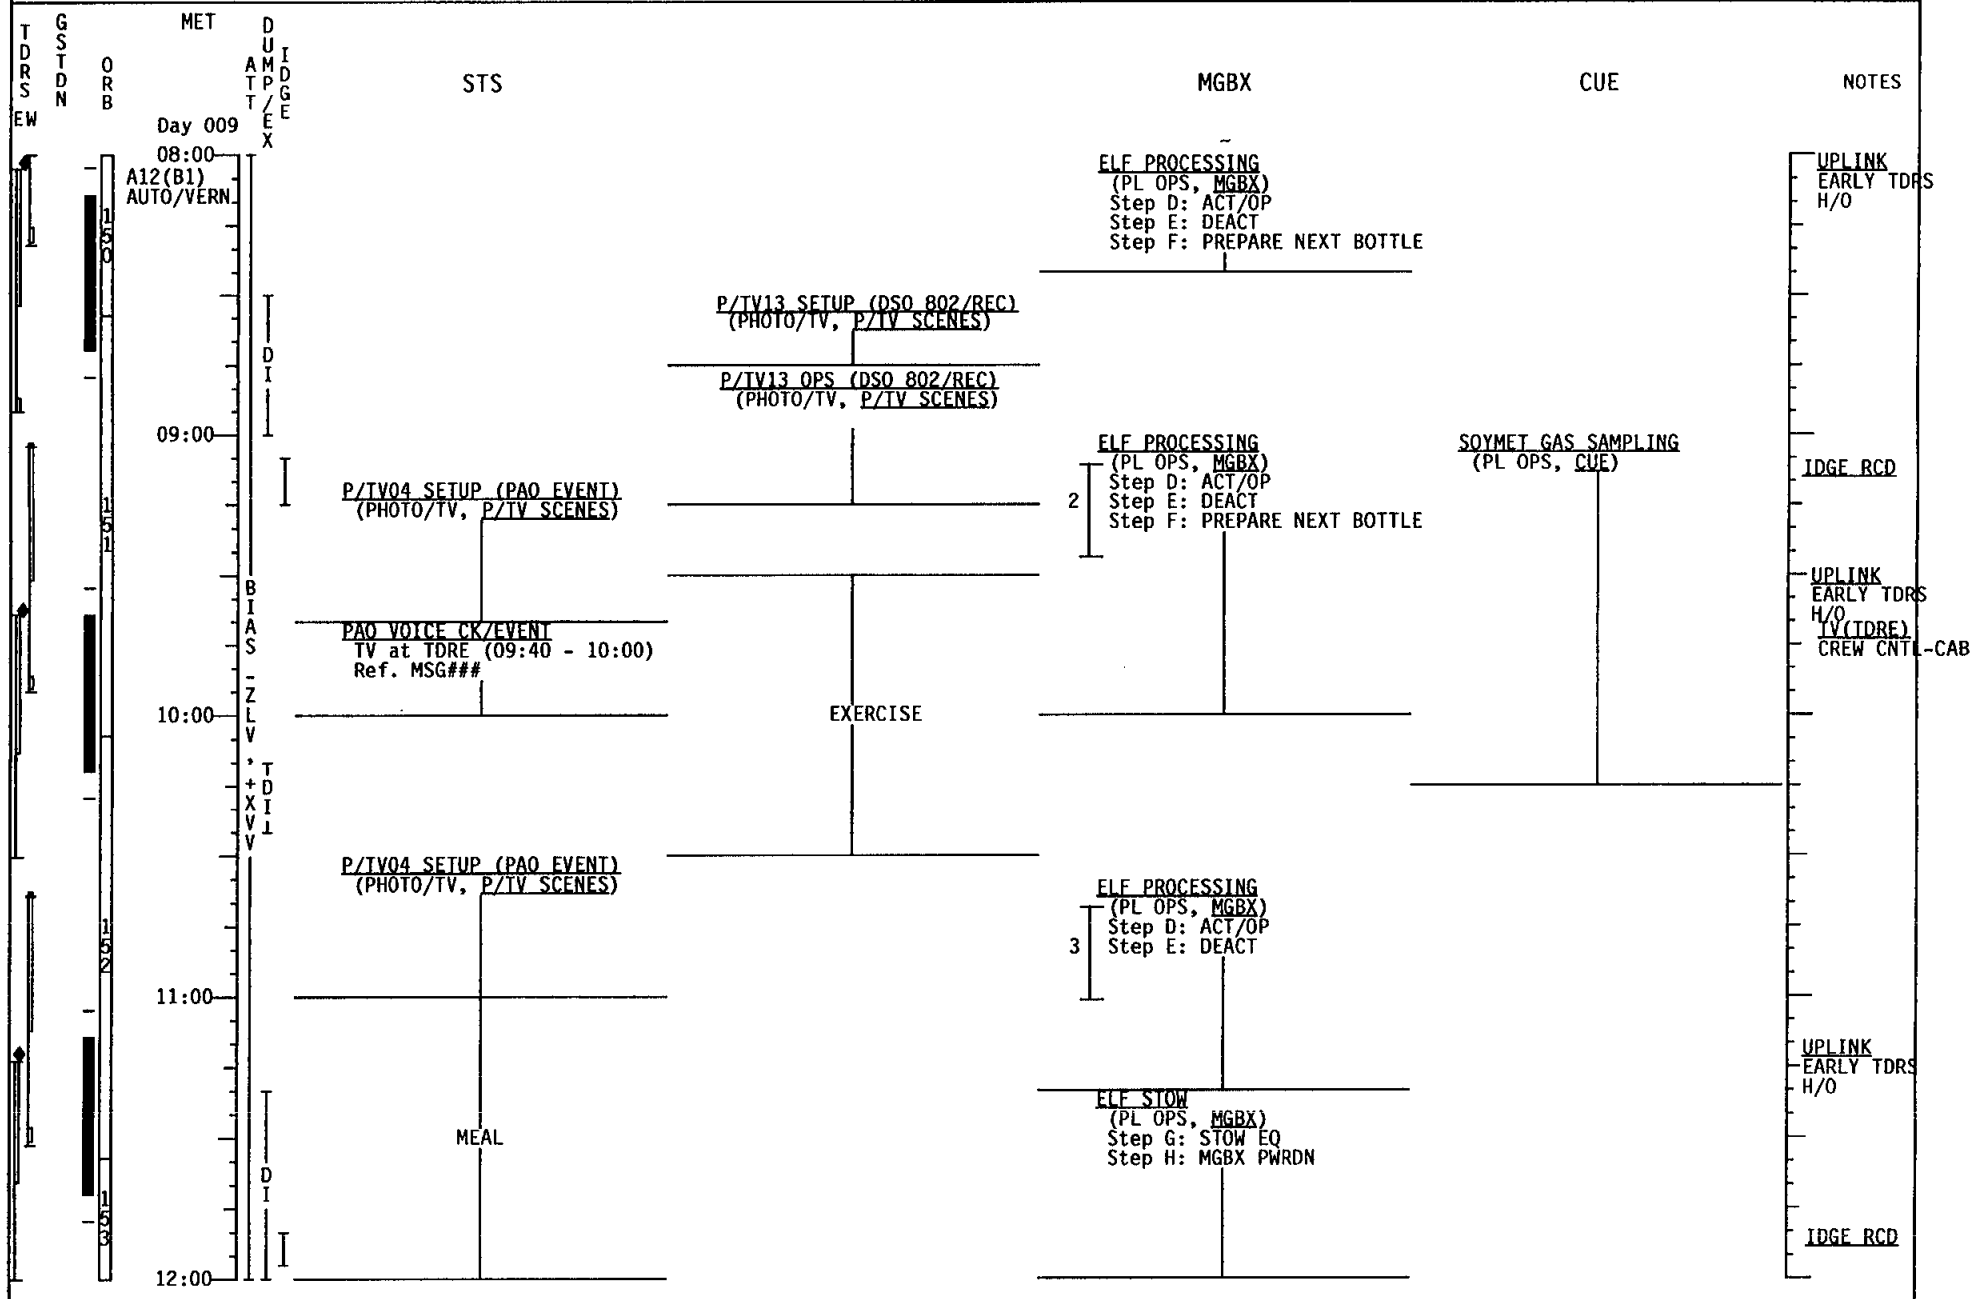 TDRS
EW
GSTDN
ORB
MET
ATT
DUMP/EX
IDGE
STS
MGBX
CUE
NOTES
Day 009
08:00
A12(B1)
AUTO/VERN
150
DI
09:00
151
BIAS -ZLV, +XVV
10:00
TDIT
152
11:00
DI
153
12:00
P/TV04 SETUP (PAO EVENT)
(PHOTO/TV, P/TV SCENES)
PAO VOICE CK/EVENT
TV at TDRE (09:40 - 10:00)
Ref. MSG###
P/TV04 SETUP (PAO EVENT)
(PHOTO/TV, P/TV SCENES)
MEAL
P/TV13 SETUP (DSO 802/REC)
(PHOTO/TV, P/TV SCENES)
P/TV13 OPS (DSO 802/REC)
(PHOTO/TV, P/TV SCENES)
EXERCISE
~
ELF PROCESSING
(PL OPS, MGBX)
Step D: ACT/OP
Step E: DEACT
Step F: PREPARE NEXT BOTTLE
ELF PROCESSING
(PL OPS, MGBX)
Step D: ACT/OP
2
Step E: DEACT
Step F: PREPARE NEXT BOTTLE
ELF PROCESSING
(PL OPS, MGBX)
Step D: ACT/OP
3
Step E: DEACT
ELF STOW
(PL OPS, MGBX)
Step G: STOW EQ
Step H: MGBX PWRDN
SOYMET GAS SAMPLING
(PL OPS, CUE)
UPLINK
EARLY TDRS
H/O
IDGE RCD
UPLINK
EARLY TDRS
H/O
TV(TDRE)
CREW CNTL-CAB
UPLINK
EARLY TDRS
H/O
IDGE RCD